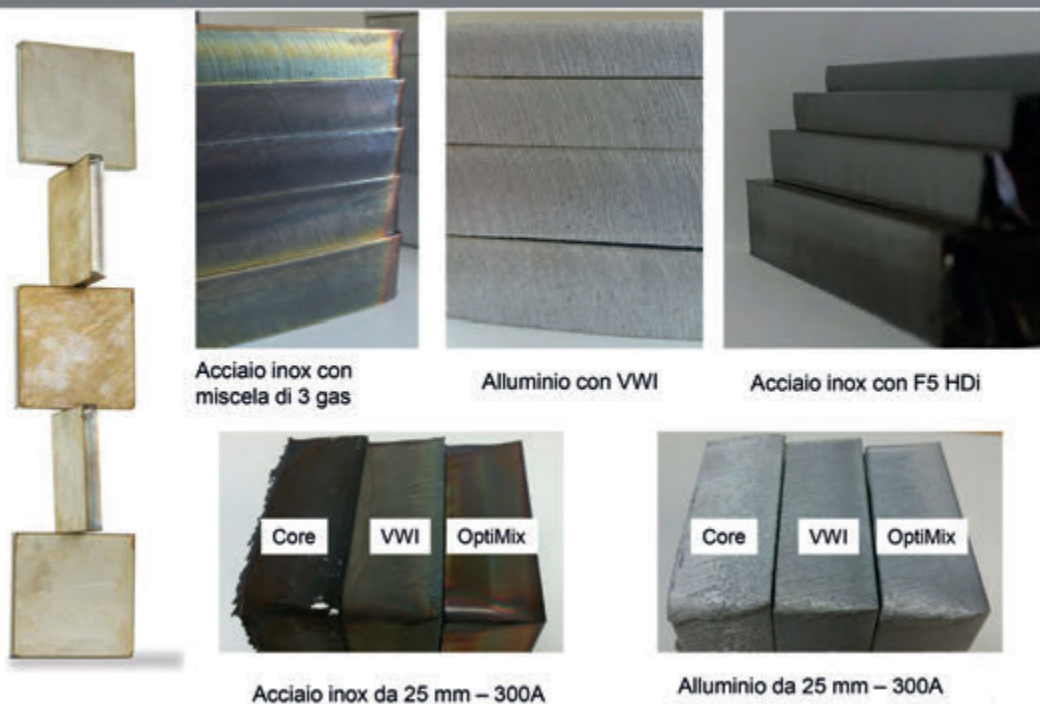 Acciaio inox con
miscela di 3 gas
Alluminio con VWI
Acciaio inox con F5 HDi
Core
VWI
OptiMix
Core
VWI
OptiMix
Acciaio inox da 25 mm – 300A
Alluminio da 25 mm – 300A